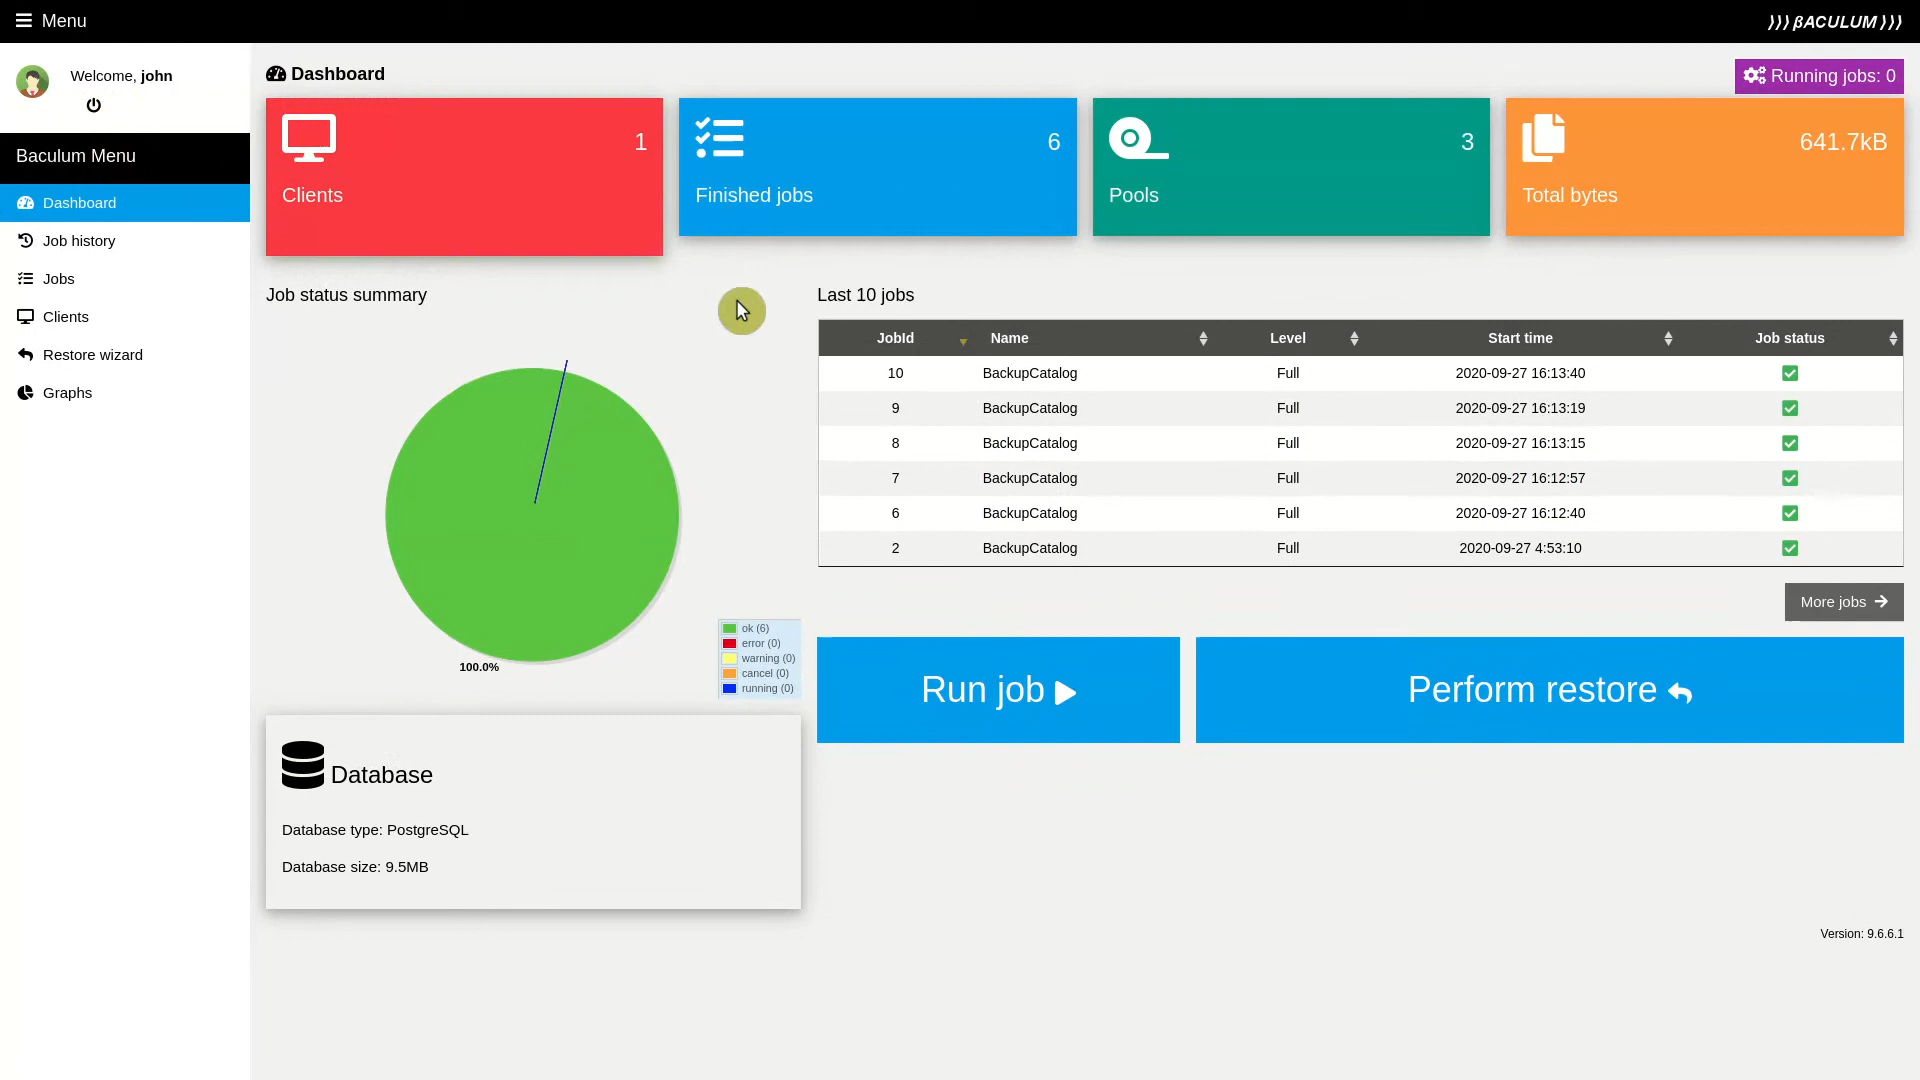 Menu
)))βACULUM)))
Welcome, john
Baculum Menu
Dashboard
Job history
Jobs
Clients
Restore wizard
Graphs
Dashboard
Running jobs: 0
1
Clients
6
Finished jobs
3
Pools
641.7kB
Total bytes
Job status summary
100.0%
ok (6)
error (0)
warning (0)
cancel (0)
running (0)
Last 10 jobs
JobId Name Level Start time Job status
10 BackupCatalog Full 2020-09-27 16:13:40
9 BackupCatalog Full 2020-09-27 16:13:19
8 BackupCatalog Full 2020-09-27 16:13:15
7 BackupCatalog Full 2020-09-27 16:12:57
6 BackupCatalog Full 2020-09-27 16:12:40
2 BackupCatalog Full 2020-09-27 4:53:10
More jobs
Run job
Perform restore
Database
Database type: PostgreSQL
Database size: 9.5MB
Version: 9.6.6.1